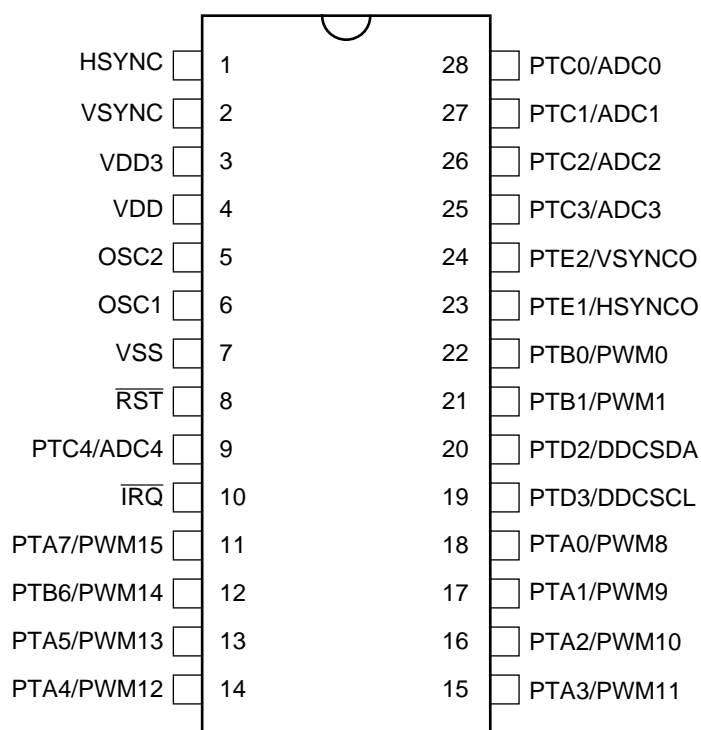 HSYNC 1 28 PTC0/ADC0
VSYNC 2 27 PTC1/ADC1
VDD3 3 26 PTC2/ADC2
VDD 4 25 PTC3/ADC3
OSC2 5 24 PTE2/VSYNCO
OSC1 6 23 PTE1/HSYNCO
VSS 7 22 PTB0/PWM0
RST 8 21 PTB1/PWM1
PTC4/ADC4 9 20 PTD2/DDCSDA
IRQ 10 19 PTD3/DDCSCL
PTA7/PWM15 11 18 PTA0/PWM8
PTB6/PWM14 12 17 PTA1/PWM9
PTA5/PWM13 13 16 PTA2/PWM10
PTA4/PWM12 14 15 PTA3/PWM11